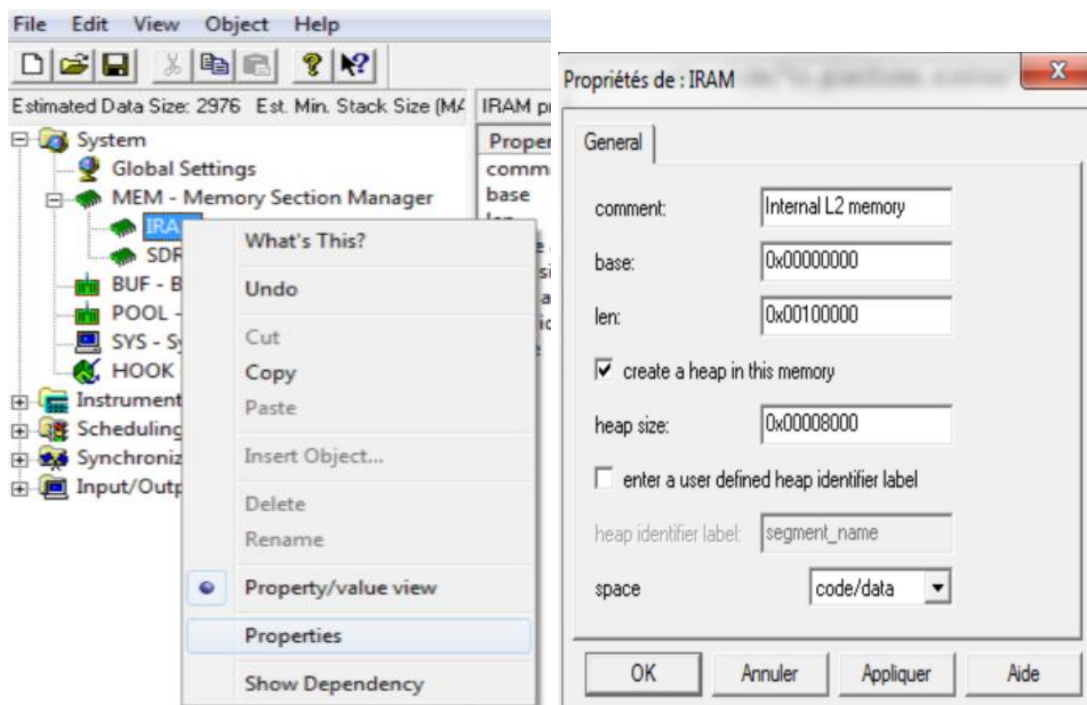 File Edit View Object Help
Estimated Data Size: 2976 Est. Min. Stack Size (MA
IRAM p
System
Global Settings
MEM - Memory Section Manager
IRA
SDR
BUF - B
POOL -
SYS - Sy
HOOK
Instrument
Scheduling
Synchroniz
Input/Outp
Proper
comm
base
len
What's This?
Undo
Cut
Copy
Paste
Insert Object...
Delete
Rename
Property/value view
Properties
Show Dependency
Propriétés de : IRAM
General
comment: Internal L2 memory
base: 0x00000000
len: 0x00100000
create a heap in this memory
heap size: 0x00008000
enter a user defined heap identifier label
heap identifier label: segment_name
space code/data
OK Annuler Appliquer Aide